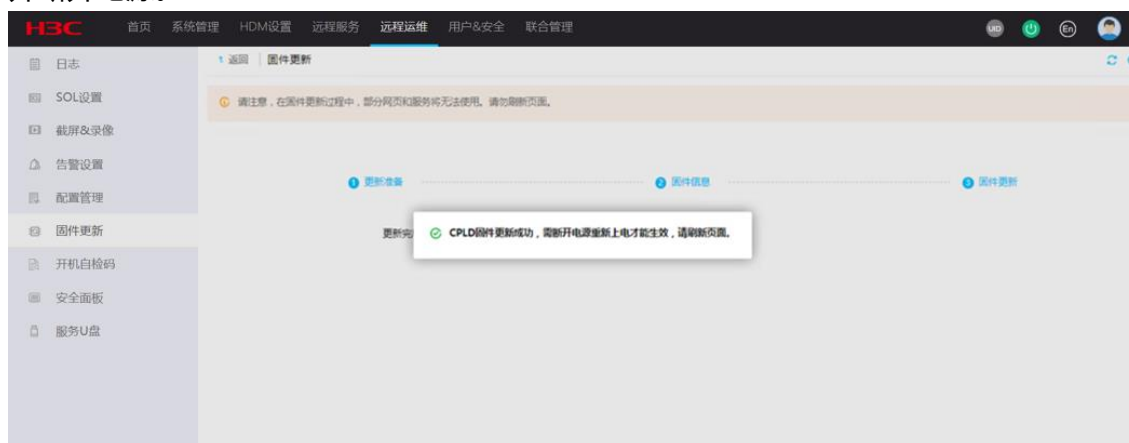 H3C 首页 系统管理 HDM设置 远程服务 远程运维 用户&安全 联合管理 UID En
日志
SOL设置
截屏&录像
告警设置
配置管理
固件更新
开机自检码
安全面板
服务U盘
返回 固件更新
请注意，在固件更新过程中，部分网页和服务将无法使用。请勿刷新页面。
1 更新准备 2 固件信息 3 固件更新
更新完
CPLD固件更新成功，需断开电源重新上电才能生效，请刷新页面。